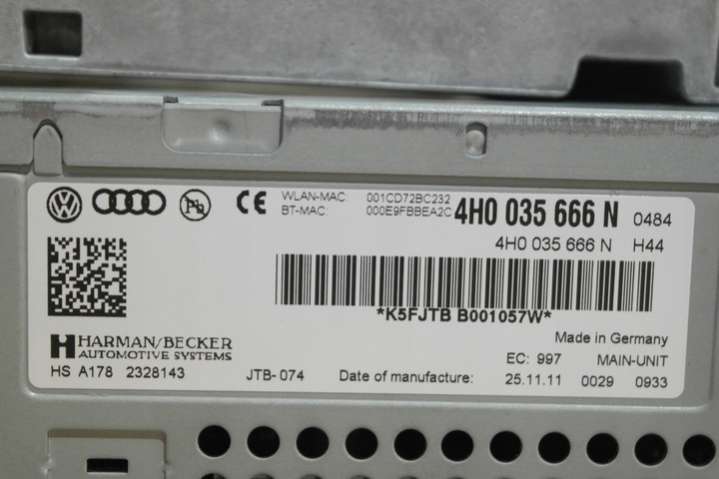 WLAN-MAC: 001CD72BC232
BT-MAC: 000E9FBBEA2C
4H0 035 666 N 0484
4H0 035 666 N H44
*K5FJTB B001057W*
HARMAN/BECKER
AUTOMOTIVE SYSTEMS
Made in Germany
EC: 997 MAIN-UNIT
HS A178 2328143 JTB-074 Date of manufacture: 25.11.11 0029 0933